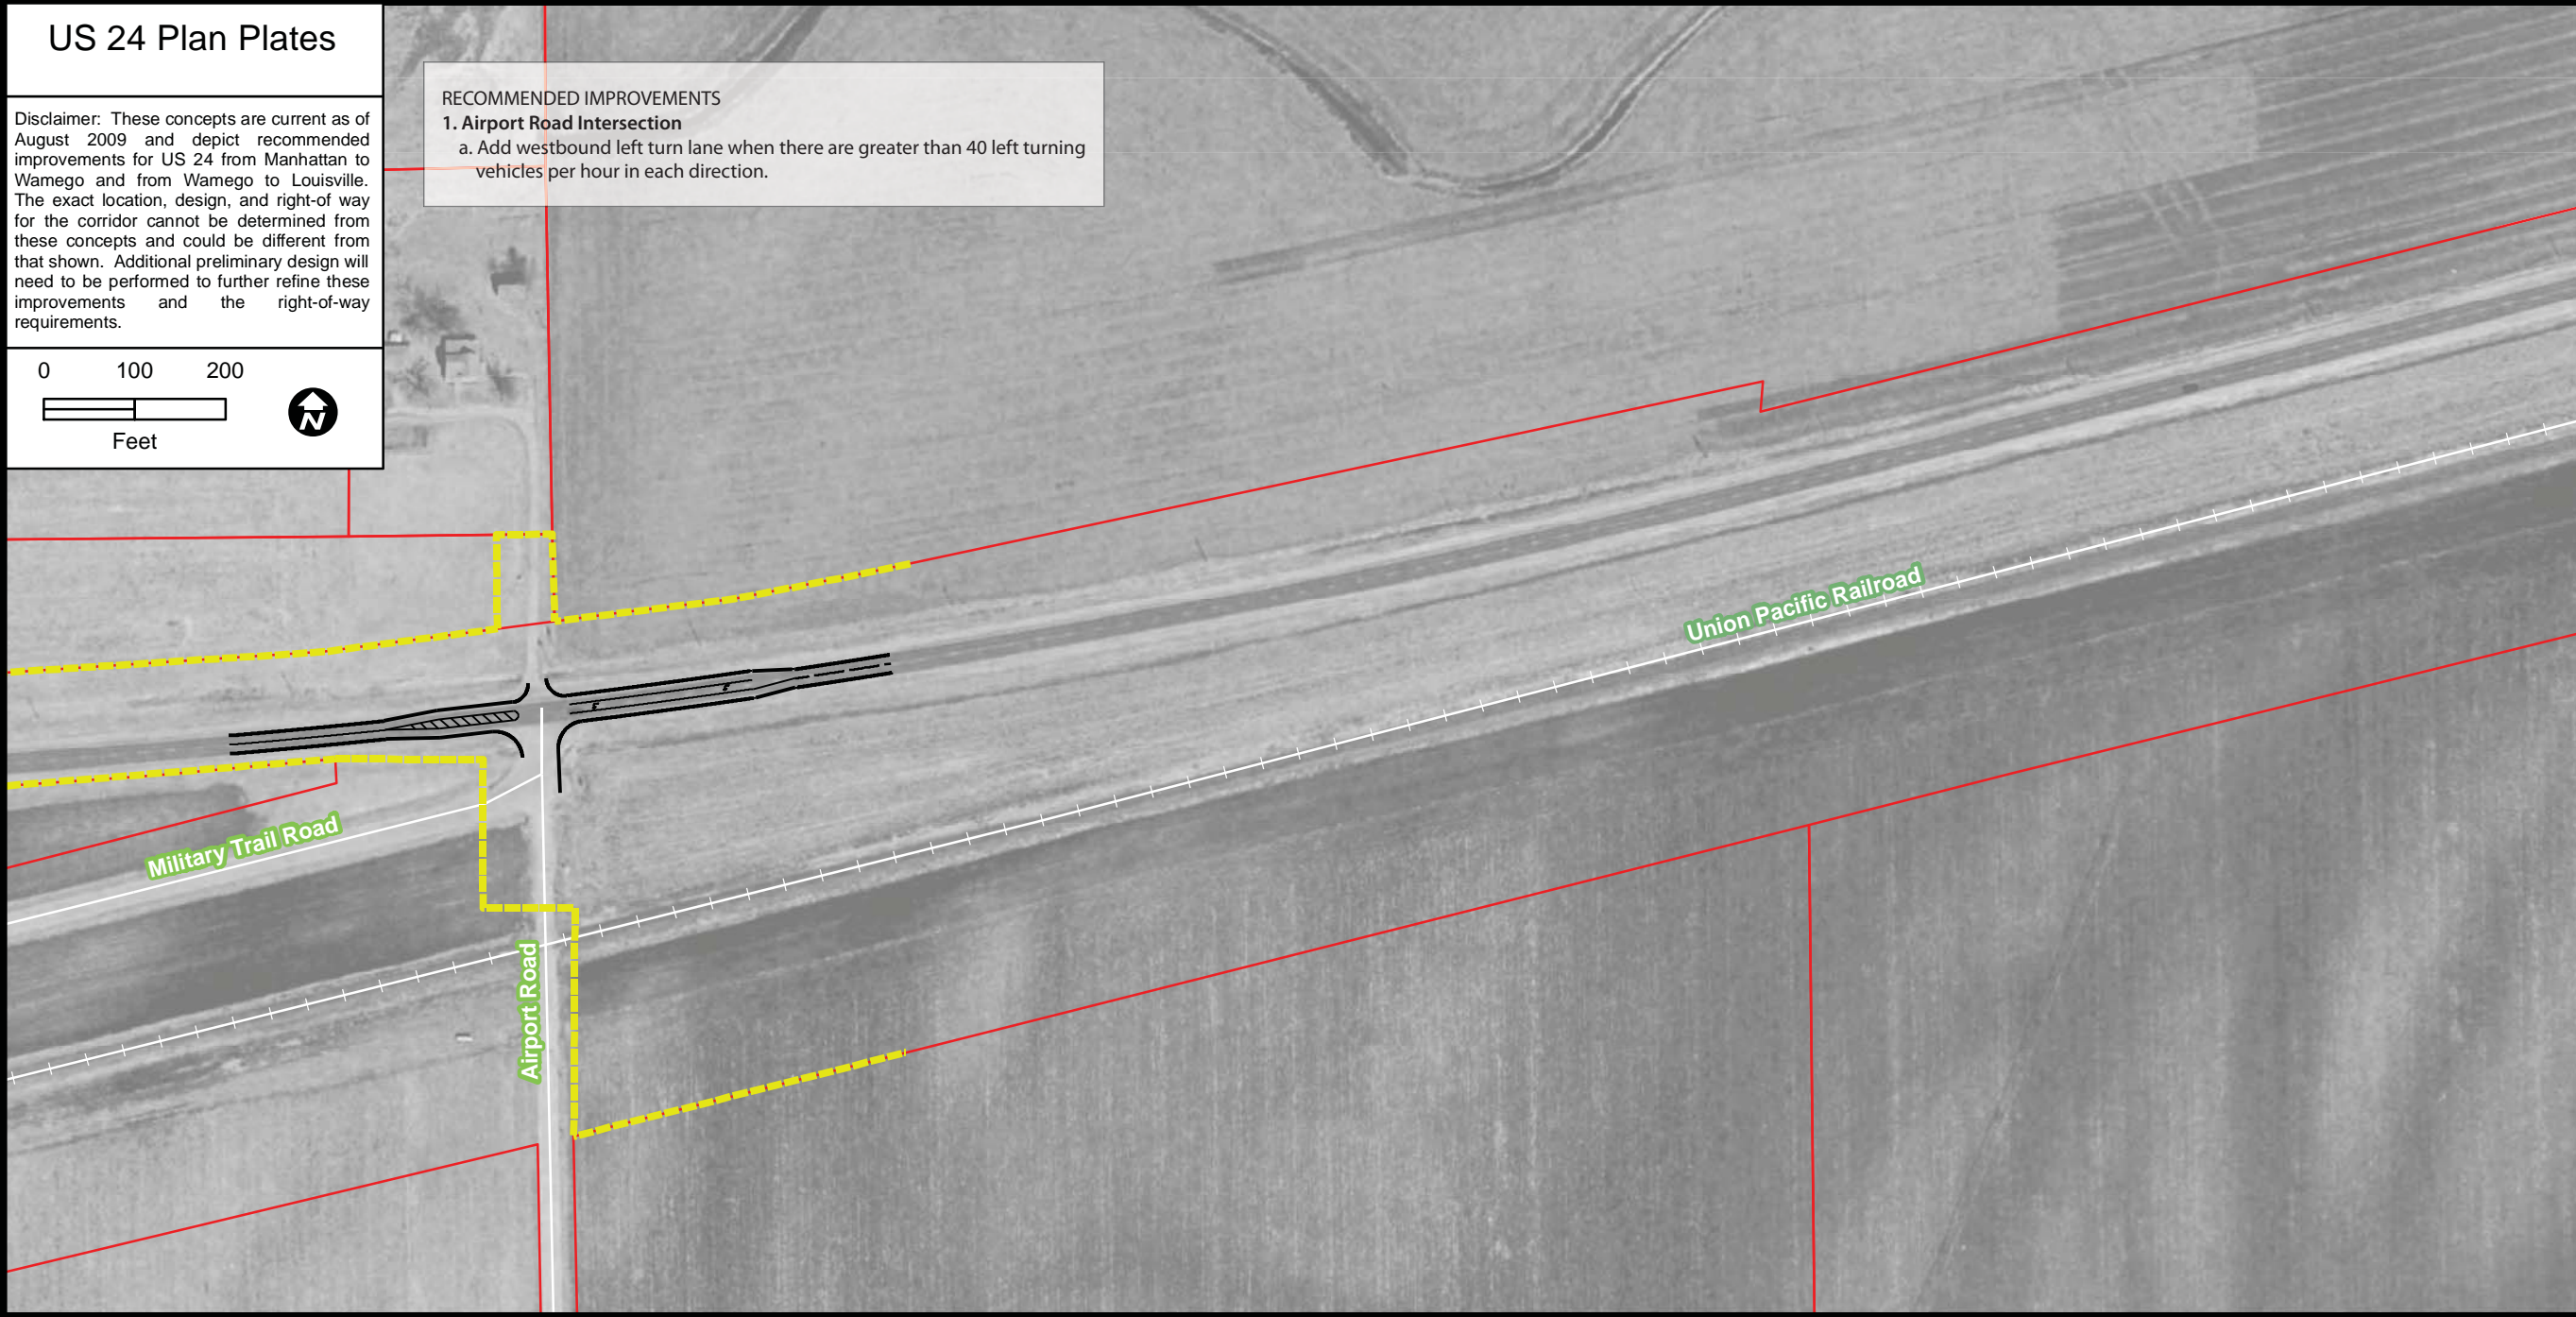 US 24 Plan Plates
Disclaimer: These concepts are current as of
August 2009 and depict recommended
improvements for US 24 from Manhattan to
Wamego and from Wamego to Louisville.
The exact location, design, and right-of way
for the corridor cannot be determined from
these concepts and could be different from
that shown. Additional preliminary design will
need to be performed to further refine these
improvements and the right-of-way
requirements.
0 100 200
Feet
N
RECOMMENDED IMPROVEMENTS
1. Airport Road Intersection
a. Add westbound left turn lane when there are greater than 40 left turning
vehicles per hour in each direction.
Union Pacific Railroad
Military Trail Road
Airport Road